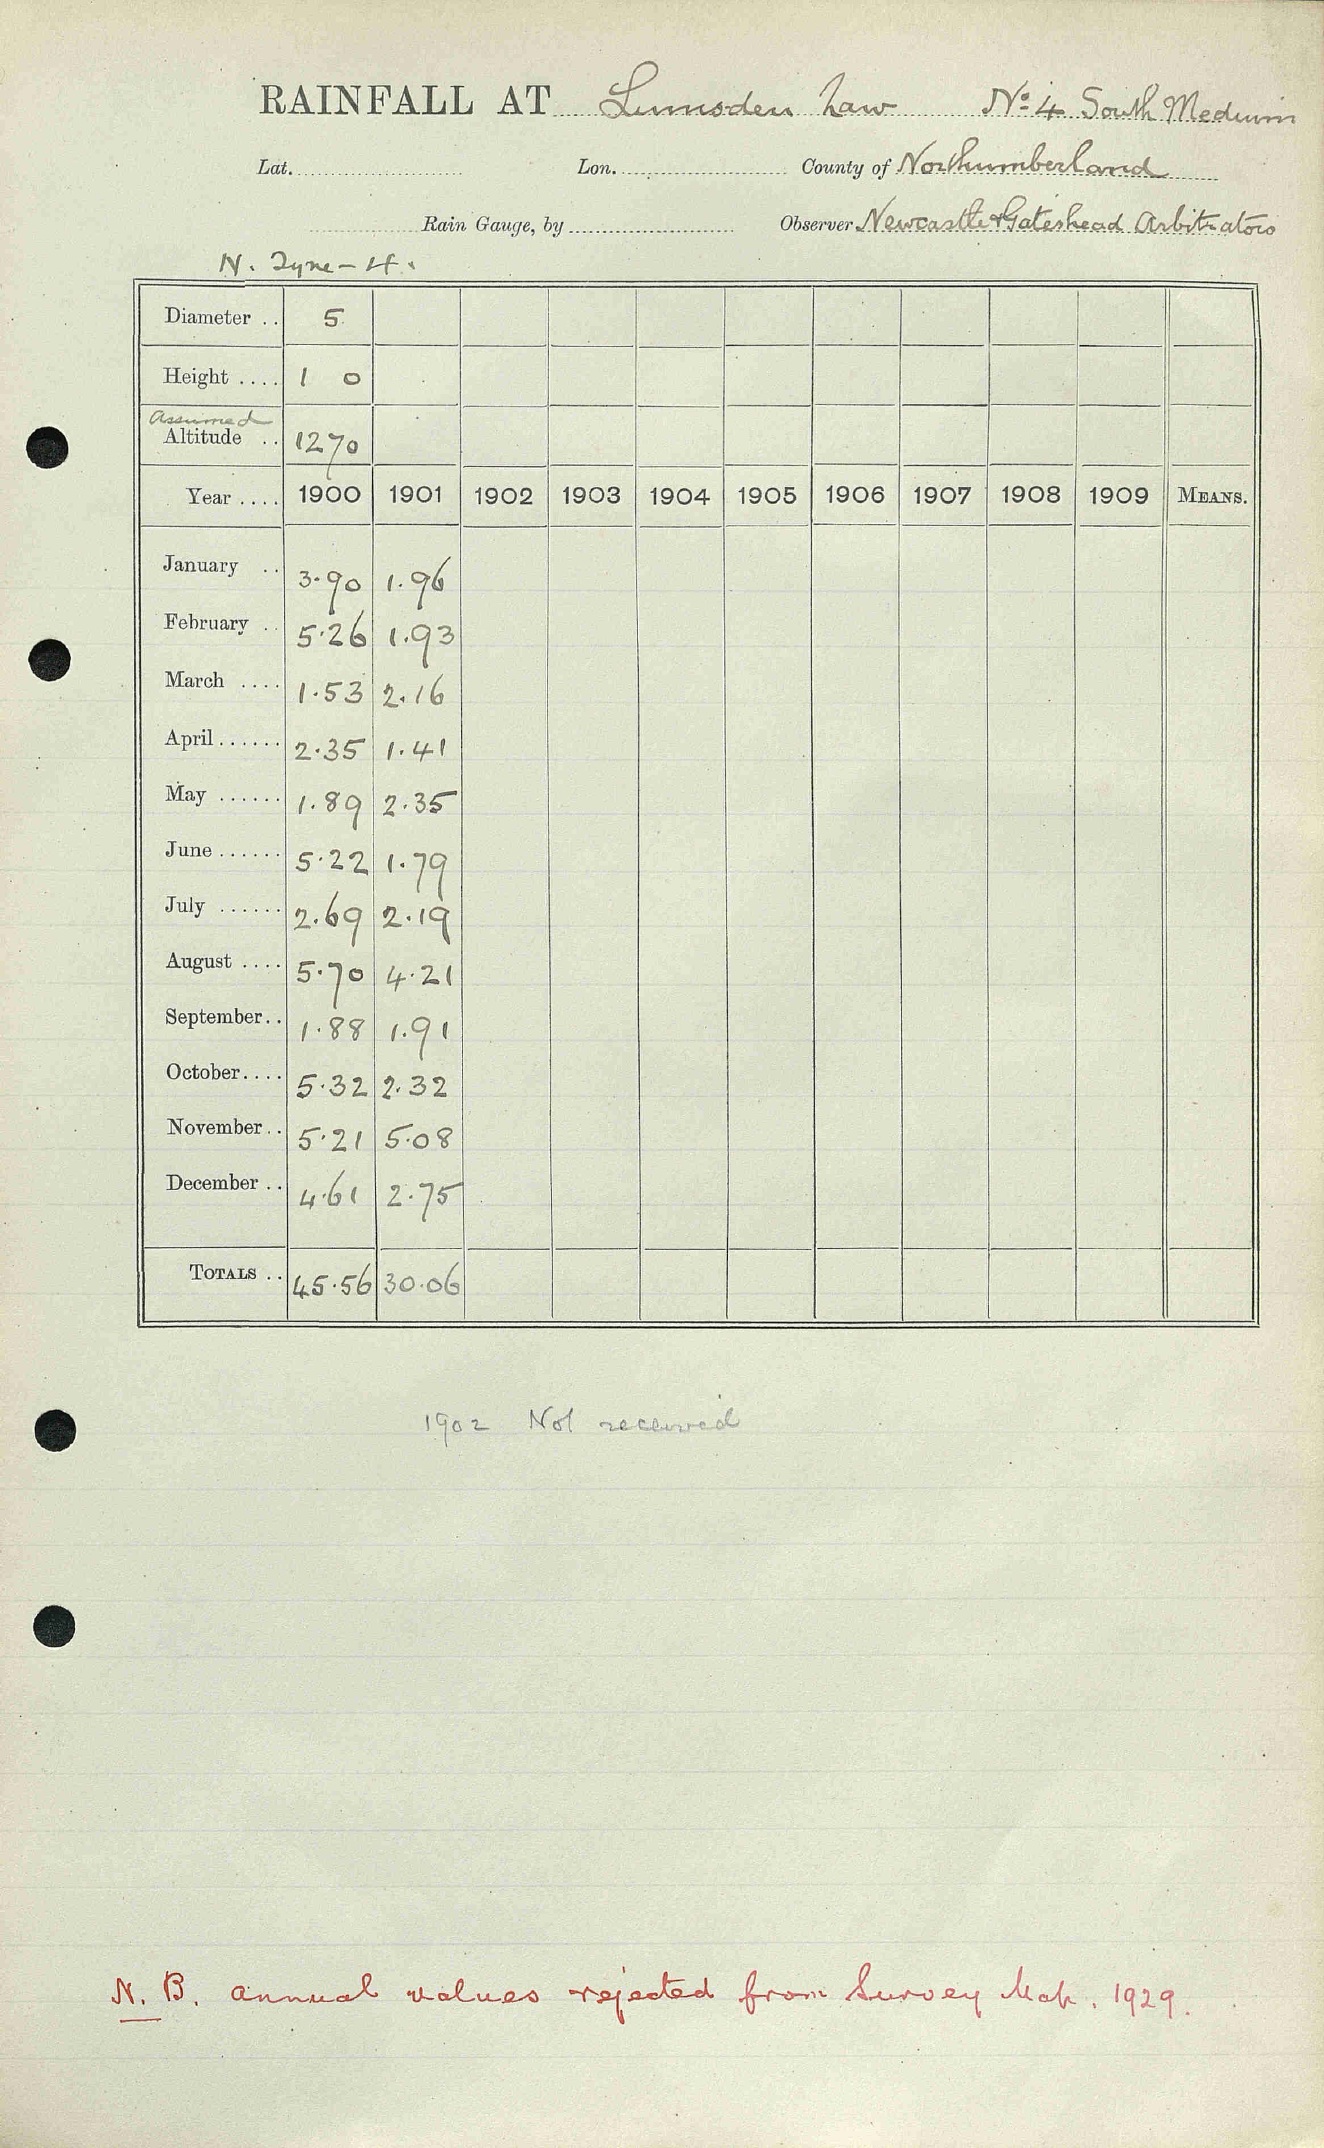 RAINFALL AT Lumsden Law No. 4 South Medium
Lat. Lon. County of Northumberland
Rain Gauge, by Observer Newcastle & Gateshead Arbitrators
N. Tyne - 4.
Diameter .. 5
Height .... 1 0
Assumed
Altitude .. 1270
Year .... 1900 1901 1902 1903 1904 1905 1906 1907 1908 1909 MEANS.
January .. 3.90 1.96
February .. 5.26 1.93
March .... 1.53 2.16
April ...... 2.35 1.41
May ...... 1.89 2.35
June ...... 5.22 1.79
July ...... 2.69 2.19
August .... 5.70 4.21
September.. 1.88 1.91
October.... 5.32 2.32
November.. 5.21 5.08
December .. 4.61 2.75
TOTALS .. 45.56 30.06
1902 Not received
N.B. annual values rejected from Survey Map. 1929.